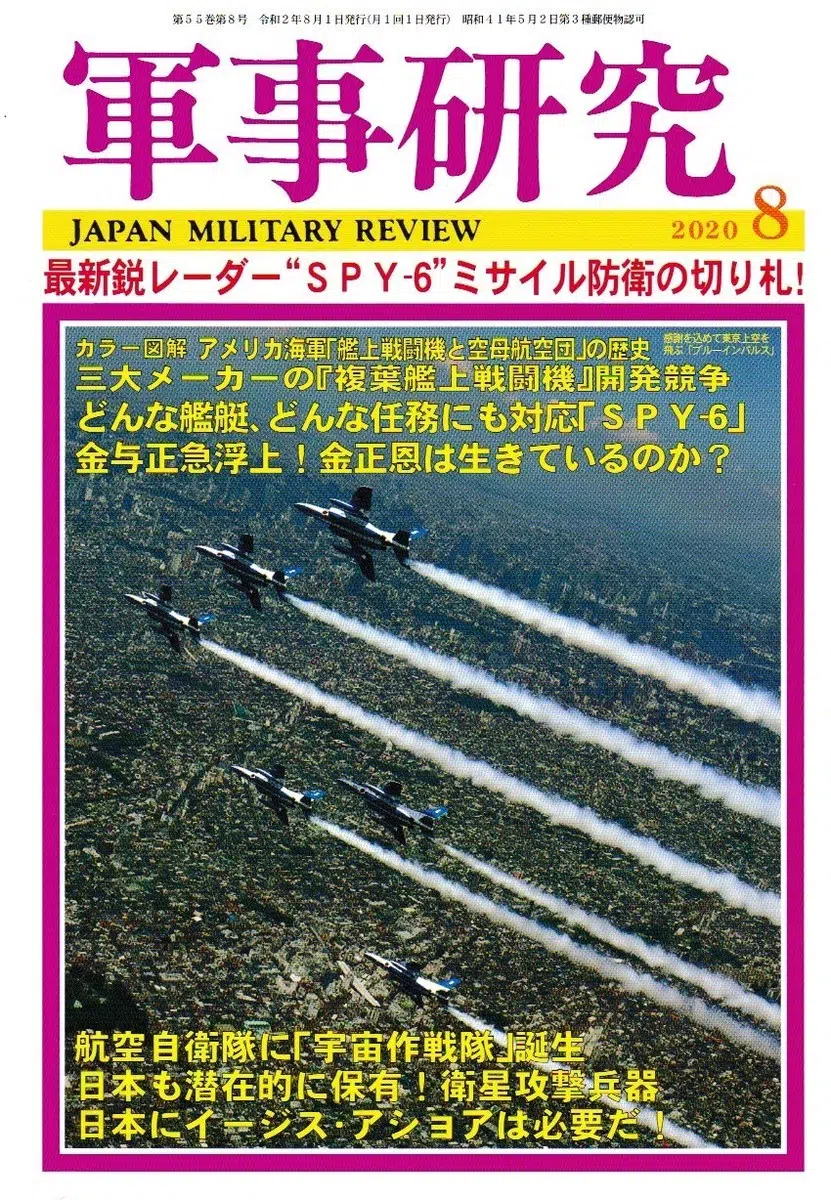 第55巻第8号 令和2年8月1日発行(月1回1日発行) 昭和41年5月2日第3種郵便物認可
軍事研究
JAPAN MILITARY REVIEW 2020 8
最新鋭レーダー“SPY-6”ミサイル防衛の切り札!
カラー図解 アメリカ海軍「艦上戦闘機と空母航空団」の歴史
感謝を込めて東京上空を
飛ぶ「ブルーインパルス」
三大メーカーの『複葉艦上戦闘機』開発競争
どんな艦艇、どんな任務にも対応「SPY-6」
金与正急浮上!金正恩は生きているのか?
航空自衛隊に「宇宙作戦隊」誕生
日本も潜在的に保有!衛星攻撃兵器
日本にイージス・アショアは必要だ!